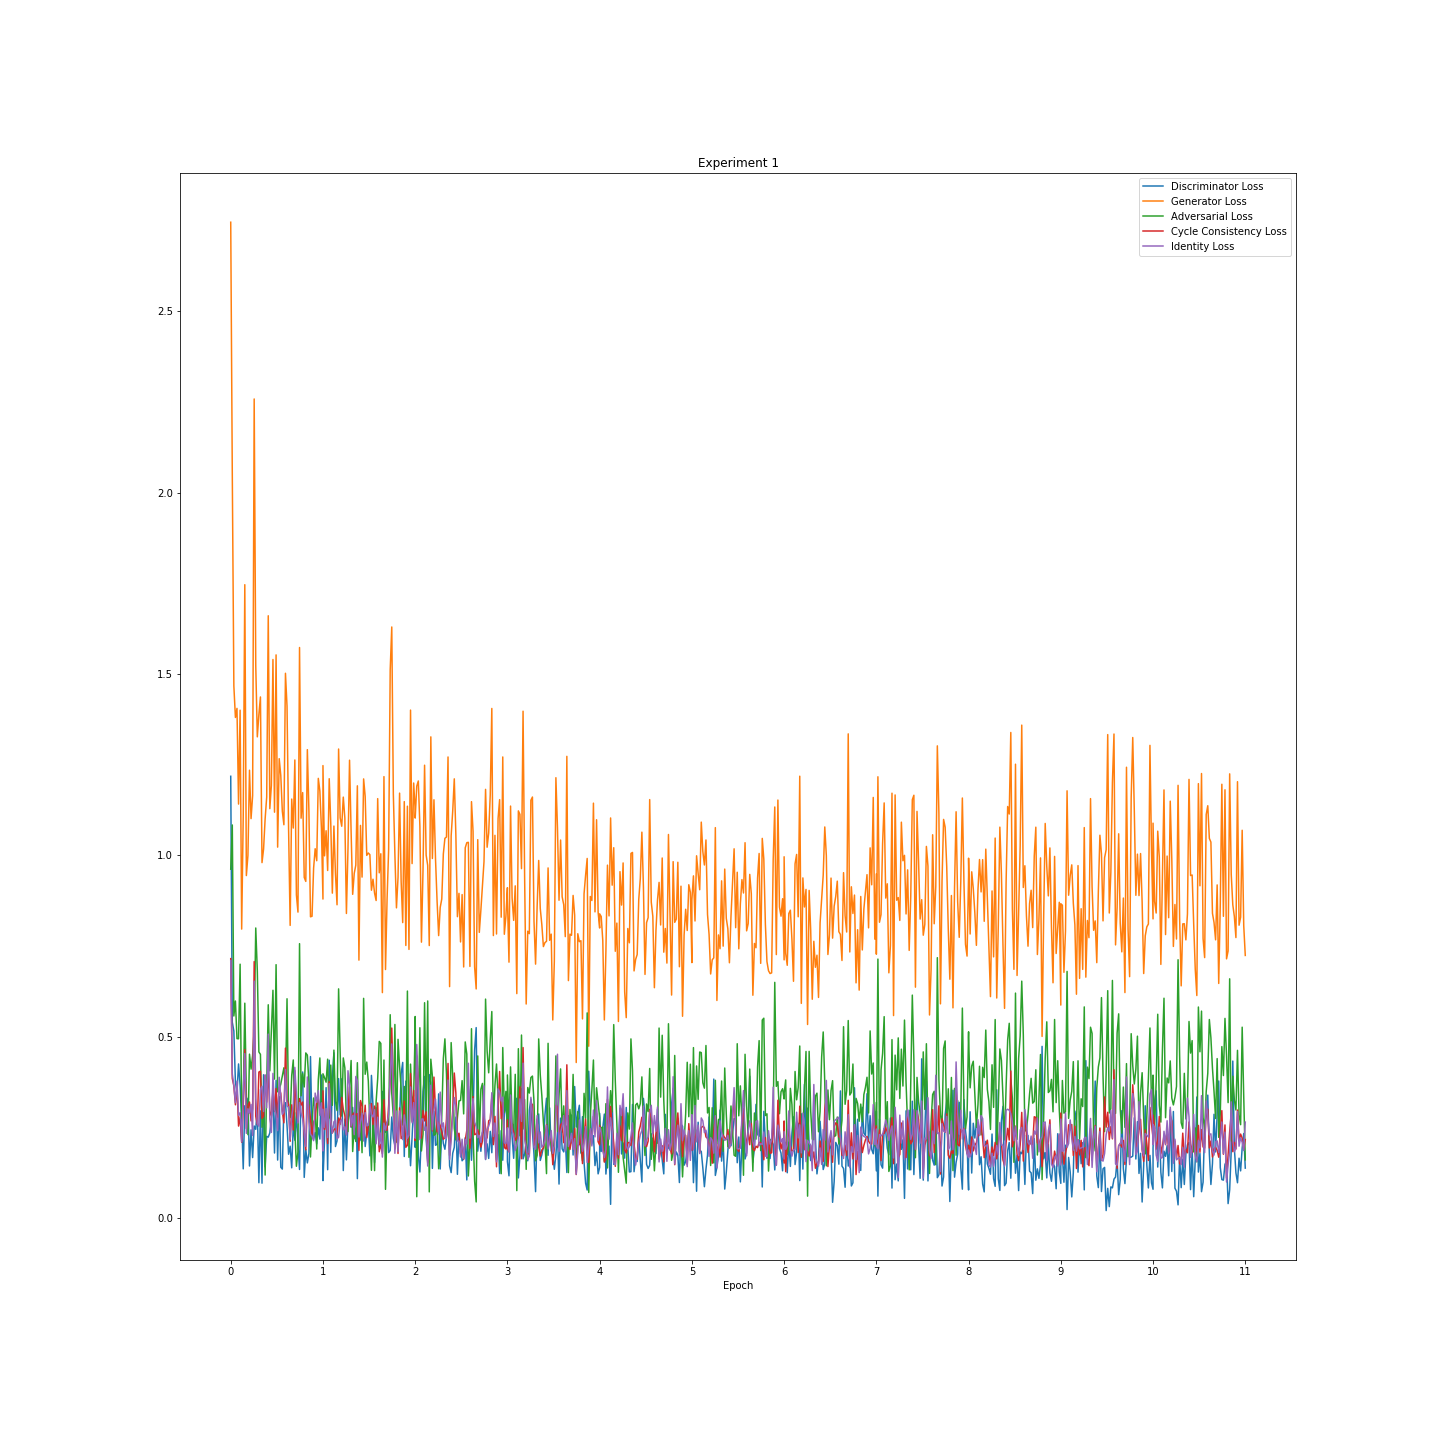 Experiment 1
Discriminator Loss
Generator Loss
Adversarial Loss
Cycle Consistency Loss
Identity Loss
2.5
2.0
1.5
1.0
0.5
0.0
0 1 2 3 4 5 6 7 8 9 10 11
Epoch